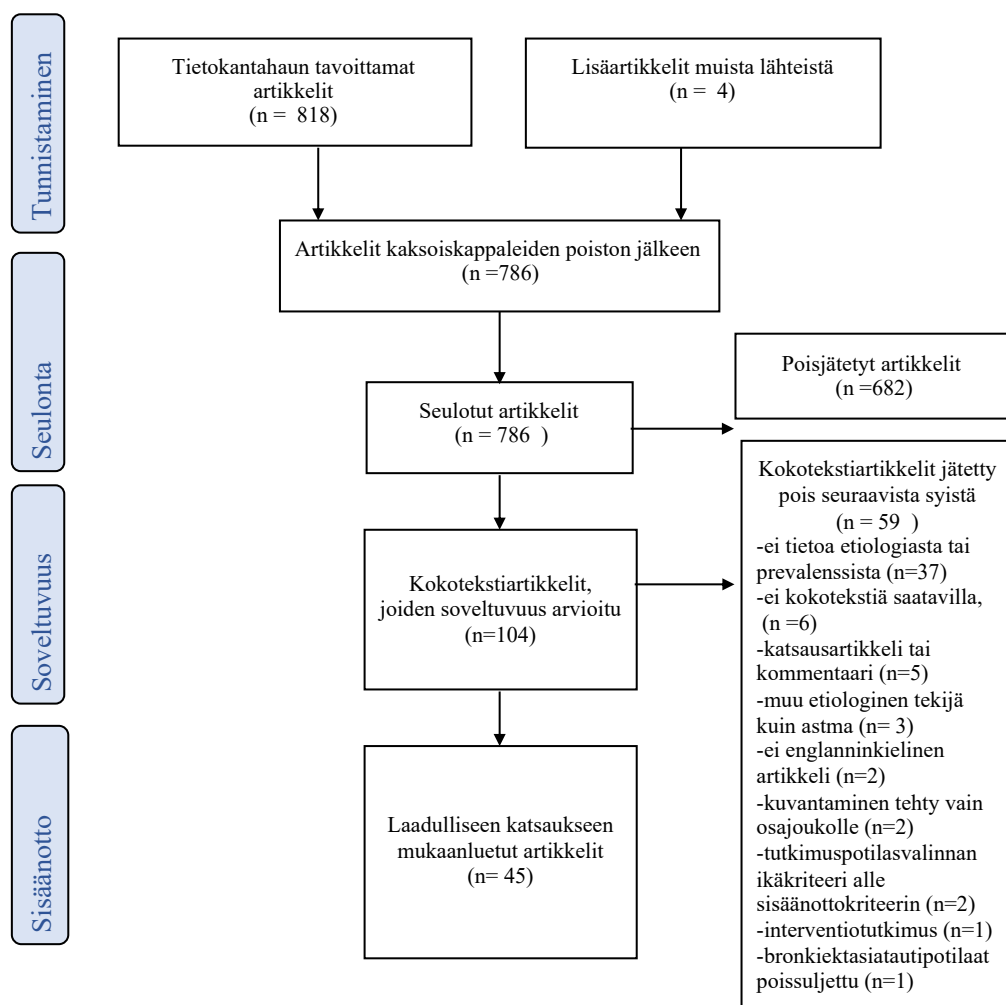 Tunnistaminen
Tietokantahaun tavoittamat
artikkelit
(n = 818)
Lisäartikkelit muista lähteistä
(n = 4)
Artikkelit kaksoiskappaleiden poiston jälkeen
(n =786)
Seulonta
Seulotut artikkelit
(n = 786 )
Poisjätetyt artikkelit
(n =682)
Soveltuvuus
Kokotekstiartikkelit,
joiden soveltuvuus arvioitu
(n=104)
Kokotekstiartikkelit jätetty
pois seuraavista syistä
(n = 59 )
-ei tietoa etiologiasta tai
prevalenssista (n=37)
-ei kokotekstiä saatavilla,
(n =6)
-katsausartikkeli tai
kommentaari (n=5)
-muu etiologinen tekijä
kuin astma (n= 3)
-ei englanninkielinen
artikkeli (n=2)
-kuvantaminen tehty vain
osajoukolle (n=2)
-tutkimuspotilasvalinnan
ikäkriteeri alle
sisäänottokriteerin (n=2)
-interventiotutkimus (n=1)
-bronkiektasiatautipotilaat
poissuljettu (n=1)
Sisäänotto
Laadulliseen katsaukseen
mukaanluetut artikkelit
(n= 45)